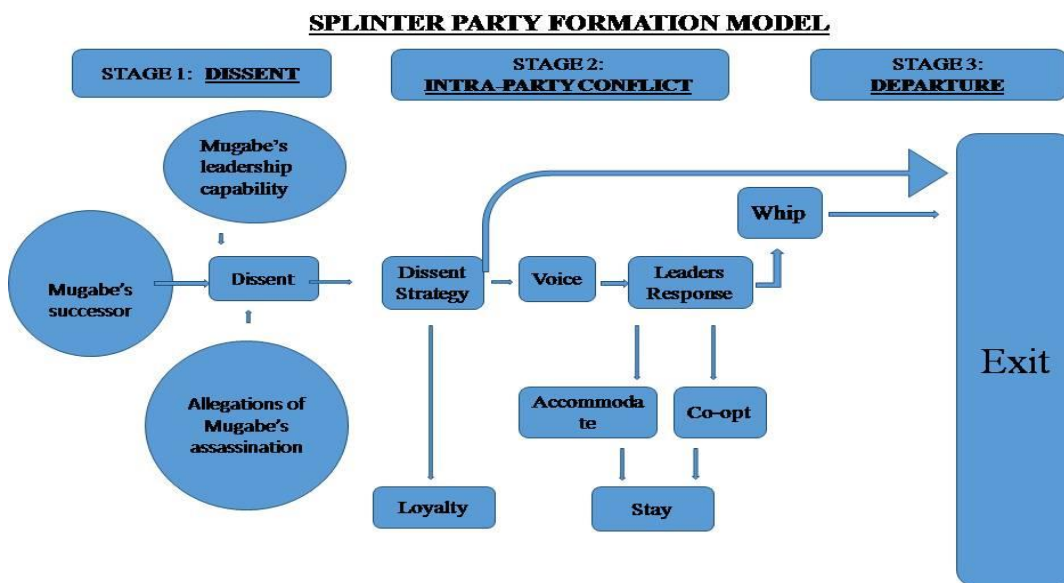 SPLINTER PARTY FORMATION MODEL
STAGE 1: DISSENT
STAGE 2:
INTRA-PARTY CONFLICT
STAGE 3:
DEPARTURE
Mugabe's
leadership
capability
Mugabe's
successor
Dissent
Allegations of
Mugabe's
assassination
Dissent
Strategy
Voice
Leaders
Response
Whip
Accommoda
te
Co-opt
Loyalty
Stay
Exit